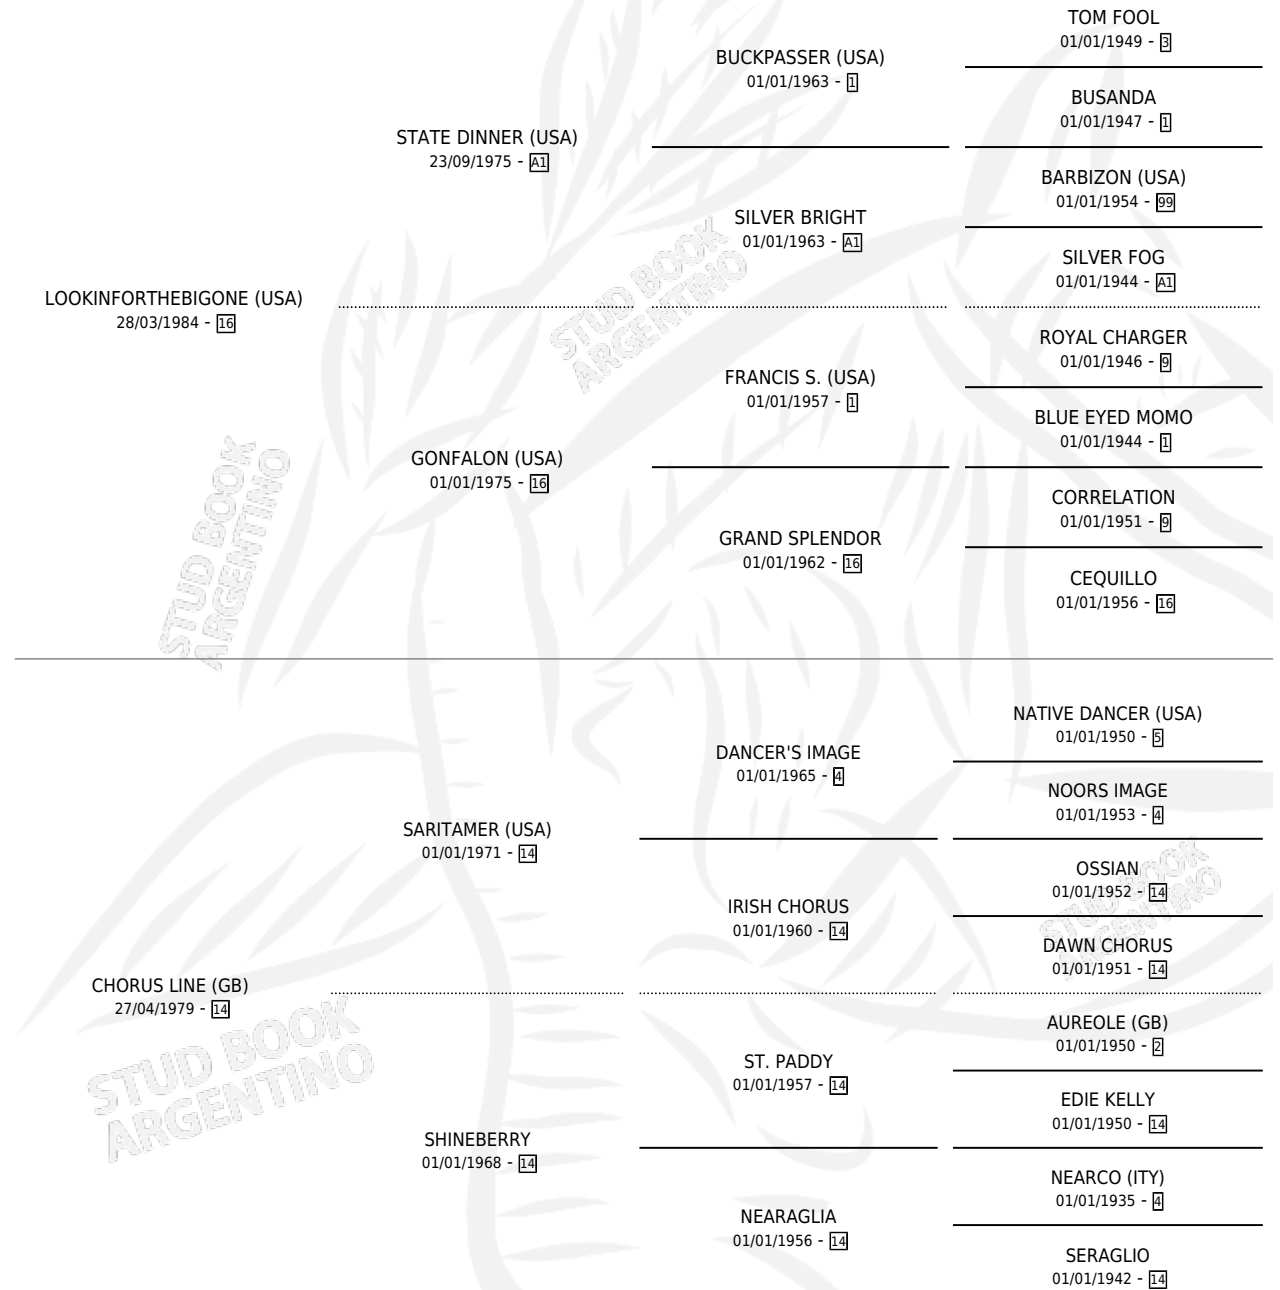 TOM FOOL
01/01/1949 - 3
BUCKPASSER (USA)
01/01/1963 - 1
BUSANDA
01/01/1947 - 1
STATE DINNER (USA)
23/09/1975 - A1
BARBIZON (USA)
01/01/1954 - 99
SILVER BRIGHT
01/01/1963 - A1
SILVER FOG
01/01/1944 - A1
LOOKINFORTHEBIGONE (USA)
28/03/1984 - 16
STUD BOOK
ARGENTINO
ROYAL CHARGER
01/01/1946 - 9
FRANCIS S. (USA)
01/01/1957 - 1
BLUE EYED MOMO
01/01/1944 - 1
GONFALON (USA)
01/01/1975 - 16
CORRELATION
01/01/1951 - 9
GRAND SPLENDOR
01/01/1962 - 16
CEQUILLO
01/01/1956 - 16
STUD BOOK
ARGENTINO
NATIVE DANCER (USA)
01/01/1950 - 5
DANCER'S IMAGE
01/01/1965 - 4
NOORS IMAGE
01/01/1953 - 4
SARITAMER (USA)
01/01/1971 - 14
OSSIAN
01/01/1952 - 14
IRISH CHORUS
01/01/1960 - 14
DAWN CHORUS
01/01/1951 - 14
STUD BOOK
ARGENTINO
CHORUS LINE (GB)
27/04/1979 - 14
AUREOLE (GB)
01/01/1950 - 2
ST. PADDY
01/01/1957 - 14
EDIE KELLY
01/01/1950 - 14
STUD BOOK
ARGENTINO
SHINEBERRY
01/01/1968 - 14
NEARCO (ITY)
01/01/1935 - 4
NEARAGLIA
01/01/1956 - 14
SERAGLIO
01/01/1942 - 14